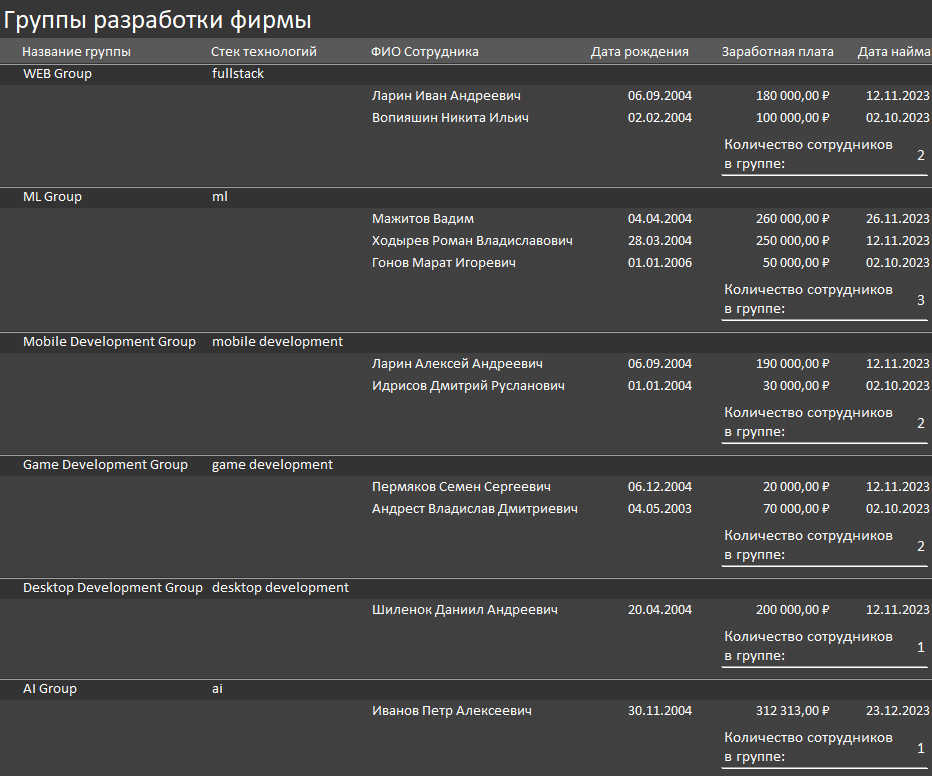 Группы разработки фирмы
Название группы Стек технологий ФИО Сотрудника Дата рождения Заработная плата Дата найма
WEB Group fullstack
Ларин Иван Андреевич 06.09.2004 180 000,00 ₽ 12.11.2023
Вопияшин Никита Ильич 02.02.2004 100 000,00 ₽ 02.10.2023
Количество сотрудников
в группе: 2
ML Group ml
Мажитов Вадим 04.04.2004 260 000,00 ₽ 26.11.2023
Ходырев Роман Владиславович 28.03.2004 250 000,00 ₽ 12.11.2023
Гонов Марат Игоревич 01.01.2006 50 000,00 ₽ 02.10.2023
Количество сотрудников
в группе: 3
Mobile Development Group mobile development
Ларин Алексей Андреевич 06.09.2004 190 000,00 ₽ 12.11.2023
Идрисов Дмитрий Русланович 01.01.2004 30 000,00 ₽ 02.10.2023
Количество сотрудников
в группе: 2
Game Development Group game development
Пермяков Семен Сергеевич 06.12.2004 20 000,00 ₽ 12.11.2023
Андрест Владислав Дмитриевич 04.05.2003 70 000,00 ₽ 02.10.2023
Количество сотрудников
в группе: 2
Desktop Development Group desktop development
Шиленок Даниил Андреевич 20.04.2004 200 000,00 ₽ 12.11.2023
Количество сотрудников
в группе: 1
AI Group ai
Иванов Петр Алексеевич 30.11.2004 312 313,00 ₽ 23.12.2023
Количество сотрудников
в группе: 1